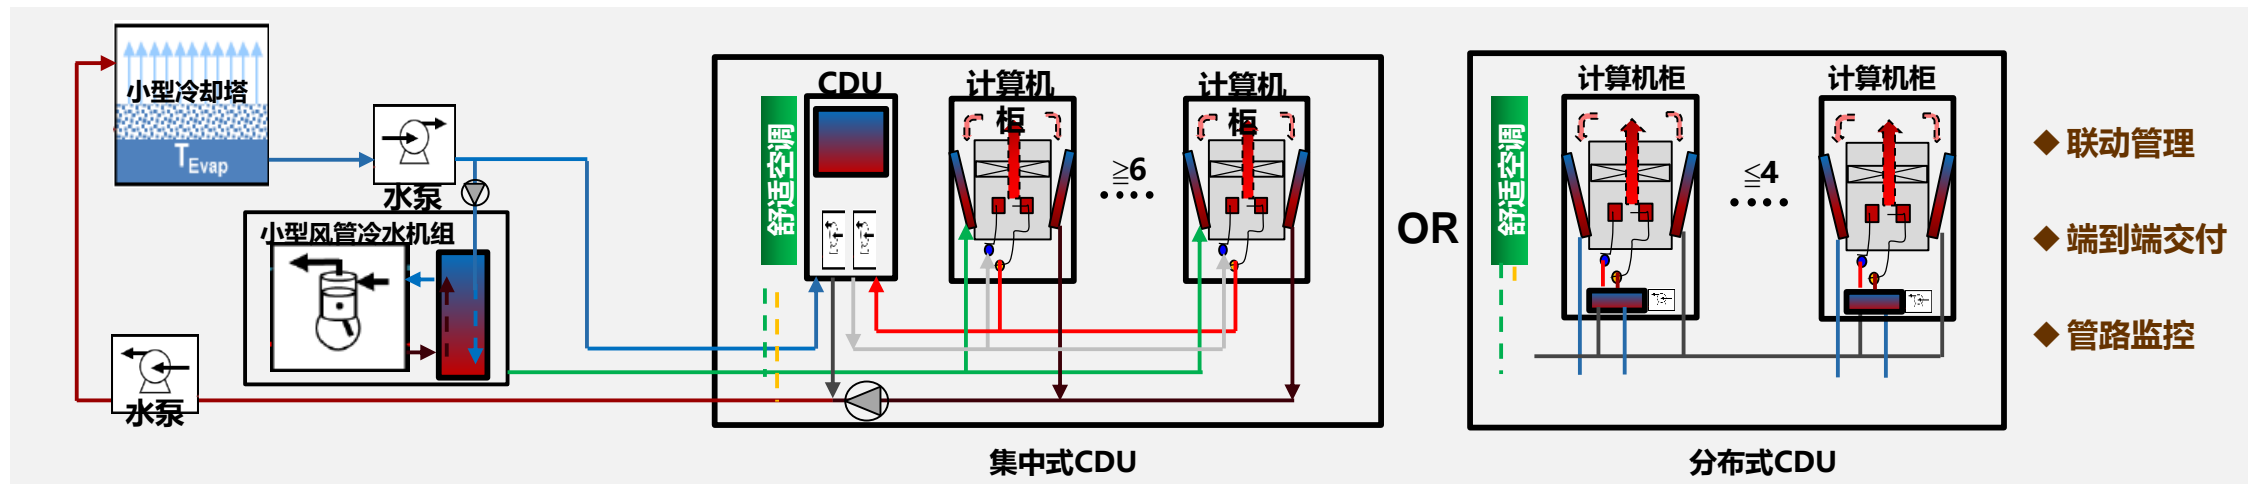 小型冷却塔
TEvap
水泵
小型风管冷水机组
水泵
舒适空调
CDU
计算机
柜
≧6
••••
计算机
柜
集中式CDU
OR
舒适空调
计算机柜
≦4
••••
计算机柜
分布式CDU
◆ 联动管理
◆ 端到端交付
◆ 管路监控